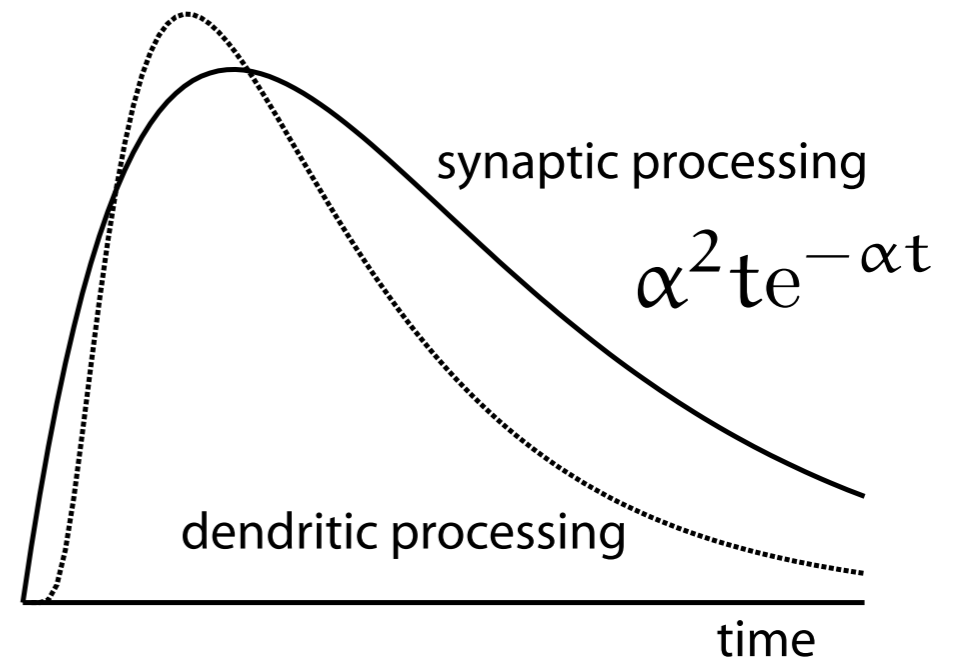 synaptic processing
α²te^{−αt}
dendritic processing
time